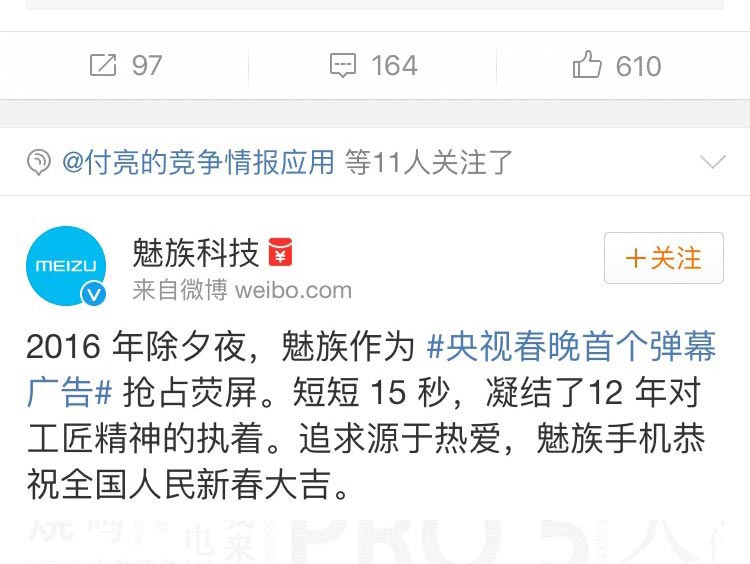 97 164 610
@付亮的竞争情报应用 等11人关注了
MEIZU
魅族科技
+关注
来自微博 weibo.com
2016 年除夕夜，魅族作为 #央视春晚首个弹幕
广告# 抢占荧屏。短短 15 秒，凝结了12 年对
工匠精神的执着。追求源于热爱，魅族手机恭
祝全国人民新春大吉。
PRO 5